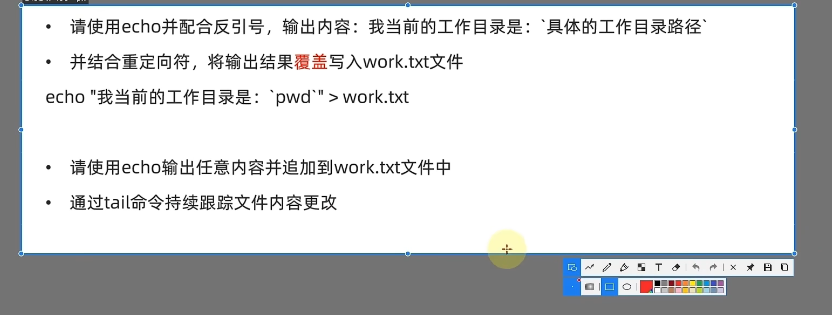 • 请使用echo并配合反引号，输出内容：我当前的工作目录是：`具体的工作目录路径`
• 并结合重定向符，将输出结果覆盖写入work.txt文件
echo "我当前的工作目录是：`pwd`" > work.txt
• 请使用echo输出任意内容并追加到work.txt文件中
• 通过tail命令持续跟踪文件内容更改